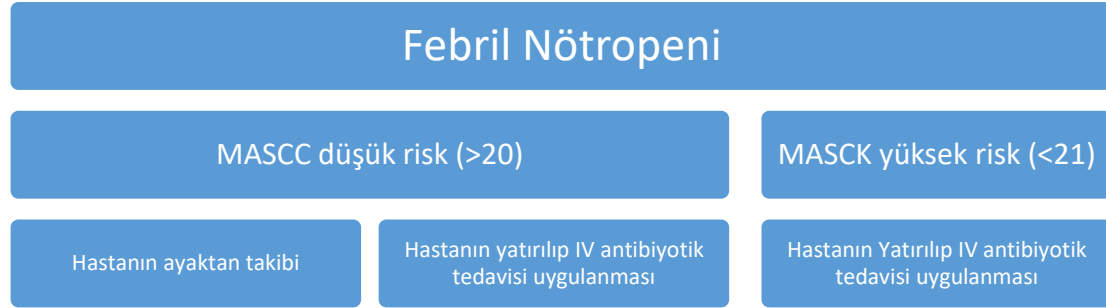 Febril Nötropeni
MASCC düşük risk (>20)
MASCK yüksek risk (<21)
Hastanın ayaktan takibi
Hastanın yatırılıp IV antibiyotik
tedavisi uygulanması
Hastanın Yatırılıp IV antibiyotik
tedavisi uygulanması